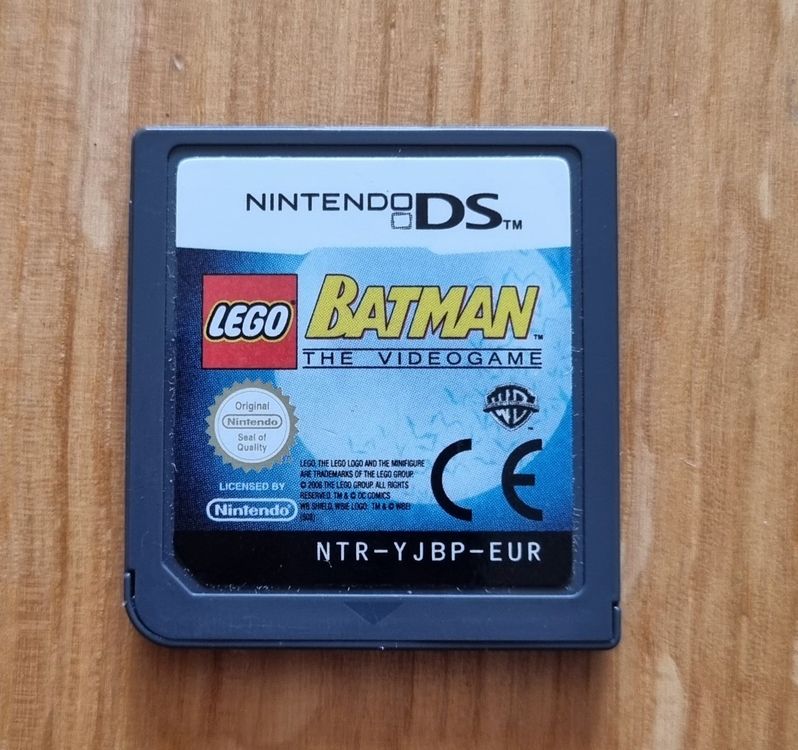 NINTENDO DS™
LEGO
BATMAN™
THE VIDEOGAME
Original
Nintendo
Seal of
Quality
WB
LICENSED BY
Nintendo
LEGO, THE LEGO LOGO AND THE MINIFIGURE
ARE TRADEMARKS OF THE LEGO GROUP.
© 2008 THE LEGO GROUP. ALL RIGHTS
RESERVED. TM & © DC COMICS
WB SHIELD, WBIE LOGO: TM & © WBEI
(S08)
CE
NTR-YJBP-EUR